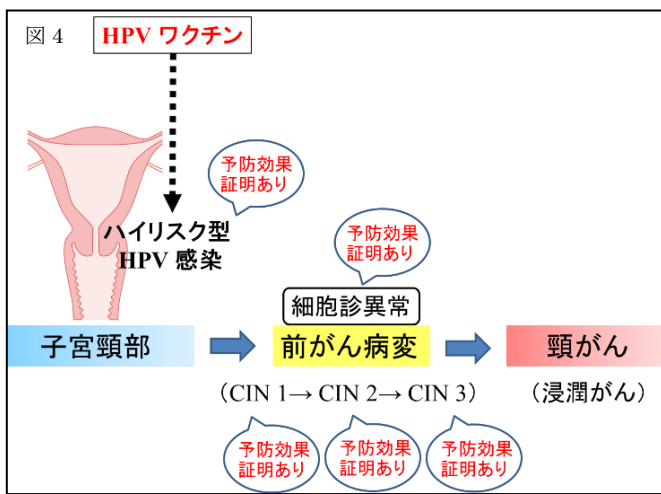 図 4
HPV ワクチン
予防効果
証明あり
ハイリスク型
HPV 感染
予防効果
証明あり
細胞診異常
子宮頸部
前がん病変
頸がん
（CIN 1→ CIN 2→ CIN 3）
（浸潤がん）
予防効果
証明あり
予防効果
証明あり
予防効果
証明あり